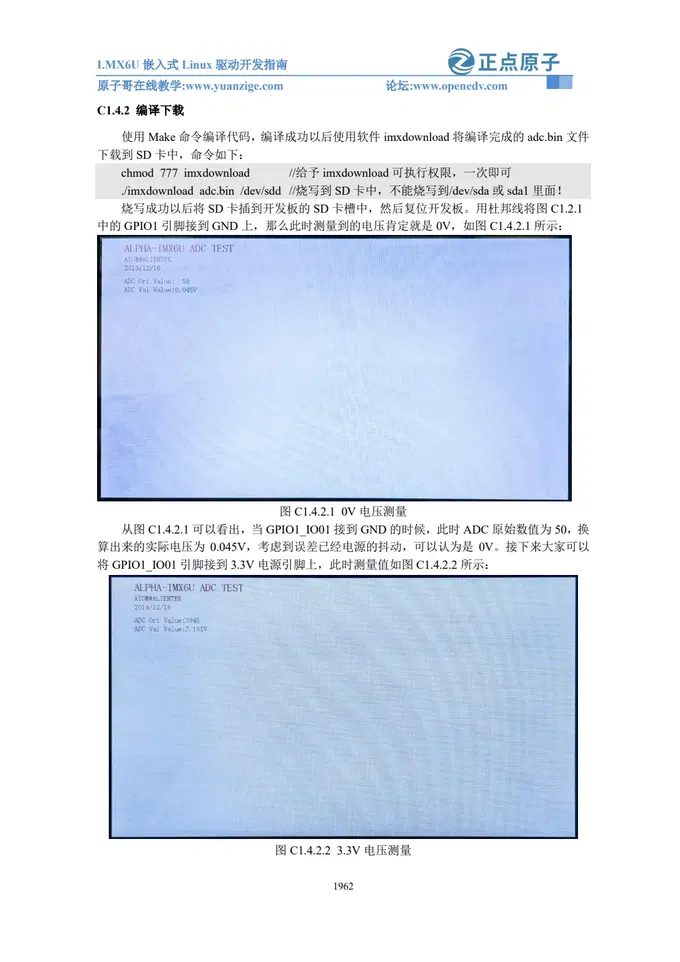 I.MX6U 嵌入式 Linux 驱动开发指南
正点原子
原子哥在线教学:www.yuanzige.com 论坛:www.openedv.com
C1.4.2 编译下载
使用 Make 命令编译代码，编译成功以后使用软件 imxdownload 将编译完成的 adc.bin 文件
下载到 SD 卡中，命令如下：
chmod 777 imxdownload //给予 imxdownload 可执行权限，一次即可
./imxdownload adc.bin /dev/sdd //烧写到 SD 卡中，不能烧写到/dev/sda 或 sda1 里面！
烧写成功以后将 SD 卡插到开发板的 SD 卡槽中，然后复位开发板。用杜邦线将图 C1.2.1
中的 GPIO1 引脚接到 GND 上，那么此时测量到的电压肯定就是 0V，如图 C1.4.2.1 所示：
ALPHA-IMX6U ADC TEST
ATOM@ALIENTEK
2019/12/16
ADC Ori Value: 50
ADC Val Value:0.045V
图 C1.4.2.1 0V 电压测量
从图 C1.4.2.1 可以看出，当 GPIO1_IO01 接到 GND 的时候，此时 ADC 原始数值为 50，换
算出来的实际电压为 0.045V，考虑到误差已经电源的抖动，可以认为是 0V。接下来大家可以
将 GPIO1_IO01 引脚接到 3.3V 电源引脚上，此时测量值如图 C1.4.2.2 所示：
ALPHA-IMX6U ADC TEST
ATOM@ALIENTEK
2019/12/16
ADC Ori Value:3945
ADC Val Value:3.181V
图 C1.4.2.2 3.3V 电压测量
1962